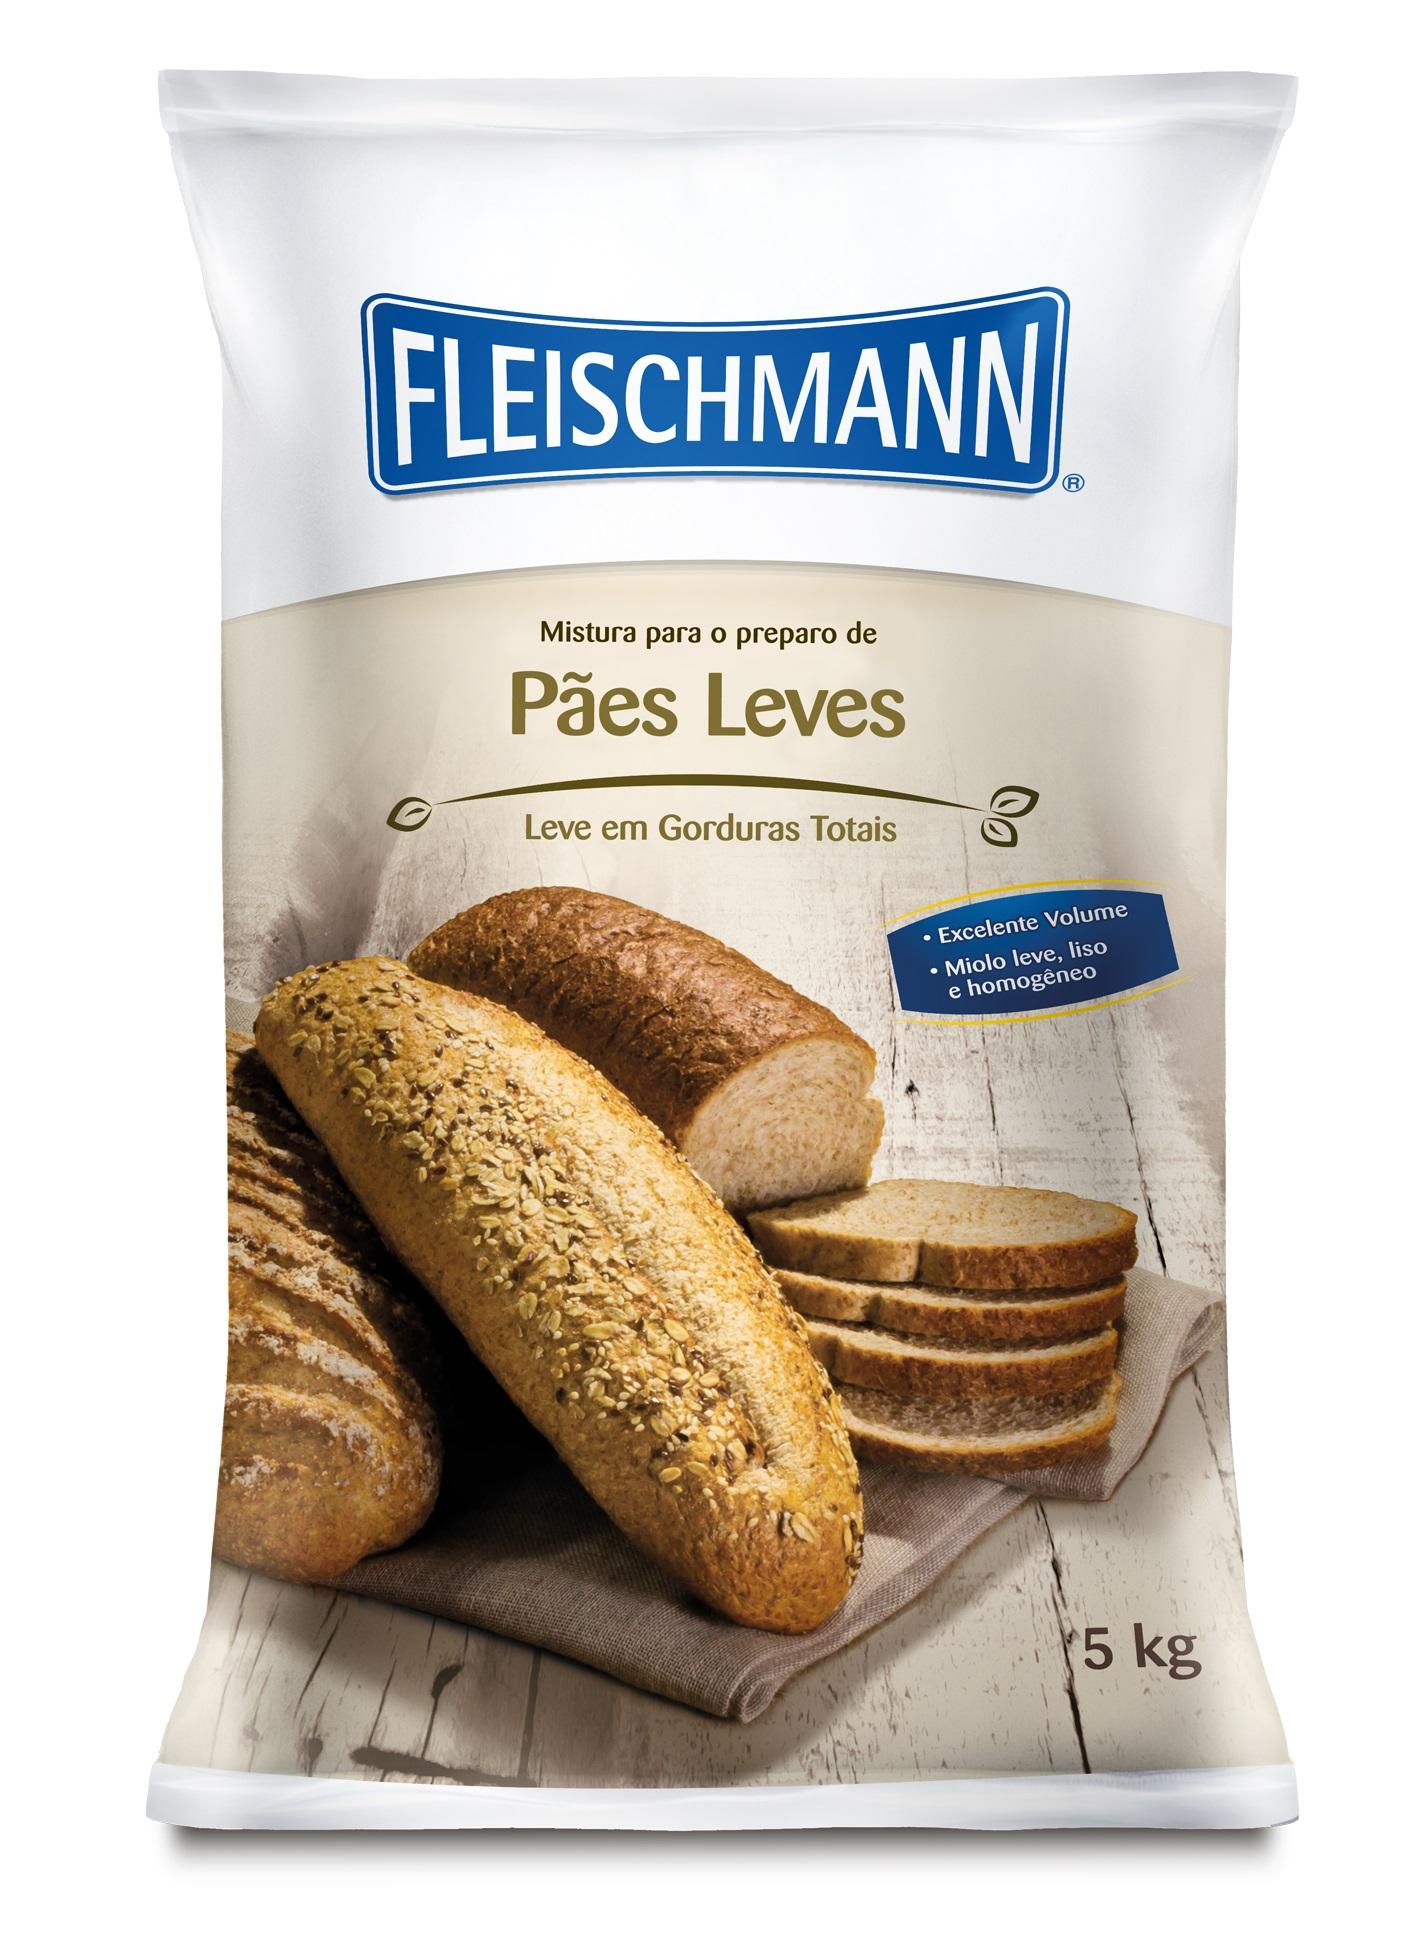 FLEISCHMANN
®
Mistura para o preparo de
Pães Leves
Leve em Gorduras Totais
• Excelente Volume
• Miolo leve, liso
e homogêneo
5 kg